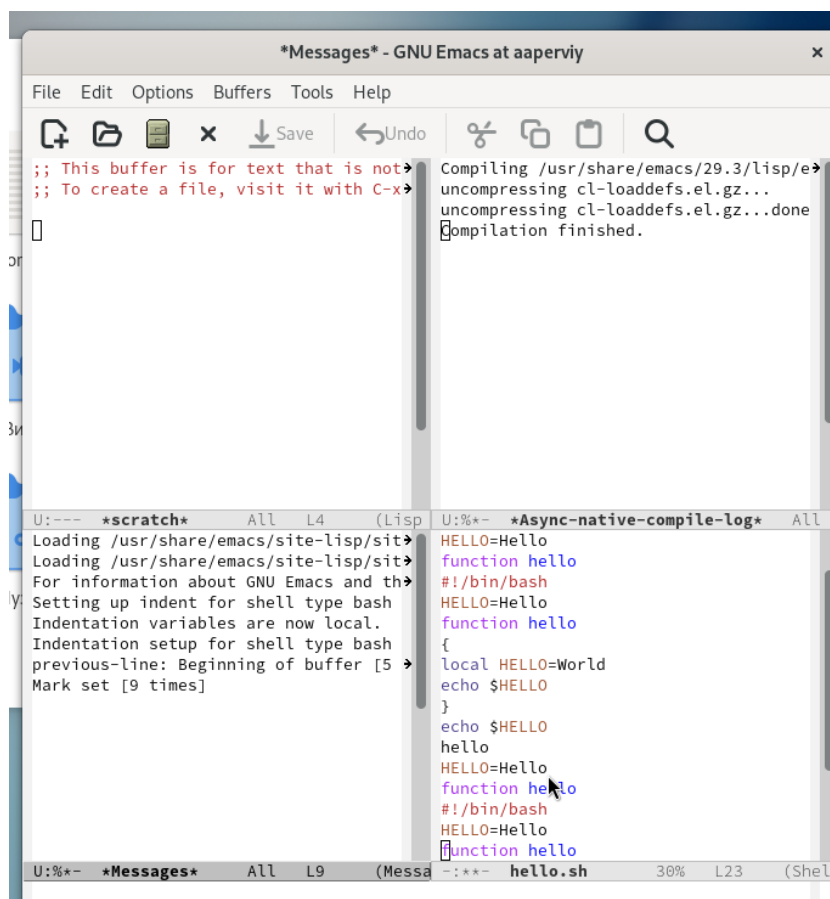 *Messages* - GNU Emacs at aaperviy
File Edit Options Buffers Tools Help
Save Undo
;; This buffer is for text that is not
;; To create a file, visit it with C-x
U:--- *scratch* All L4 (Lisp
Compiling /usr/share/emacs/29.3/lisp/e
uncompressing cl-loaddefs.el.gz...
uncompressing cl-loaddefs.el.gz...done
Compilation finished.
U:%*- *Async-native-compile-log* All
Loading /usr/share/emacs/site-lisp/sit
Loading /usr/share/emacs/site-lisp/sit
For information about GNU Emacs and th
Setting up indent for shell type bash
Indentation variables are now local.
Indentation setup for shell type bash
previous-line: Beginning of buffer [5
Mark set [9 times]
U:%*- *Messages* All L9 (Messa
HELLO=Hello
function hello
#!/bin/bash
HELLO=Hello
function hello
{
local HELLO=World
echo $HELLO
}
echo $HELLO
hello
HELLO=Hello
function hello
#!/bin/bash
HELLO=Hello
function hello
-:**- hello.sh 30% L23 (Shel